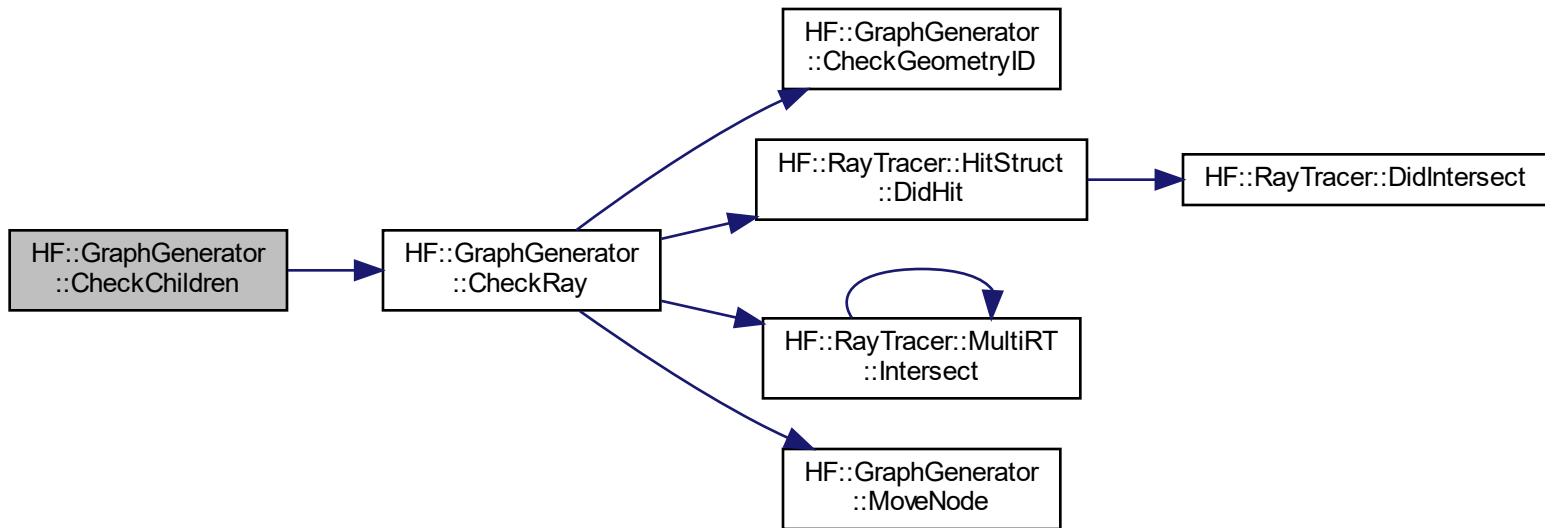 HF::GraphGenerator
::CheckChildren
HF::GraphGenerator
::CheckRay
HF::GraphGenerator
::CheckGeometryID
HF::RayTracer::HitStruct
::DidHit
HF::RayTracer::DidIntersect
HF::RayTracer::MultiRT
::Intersect
HF::GraphGenerator
::MoveNode